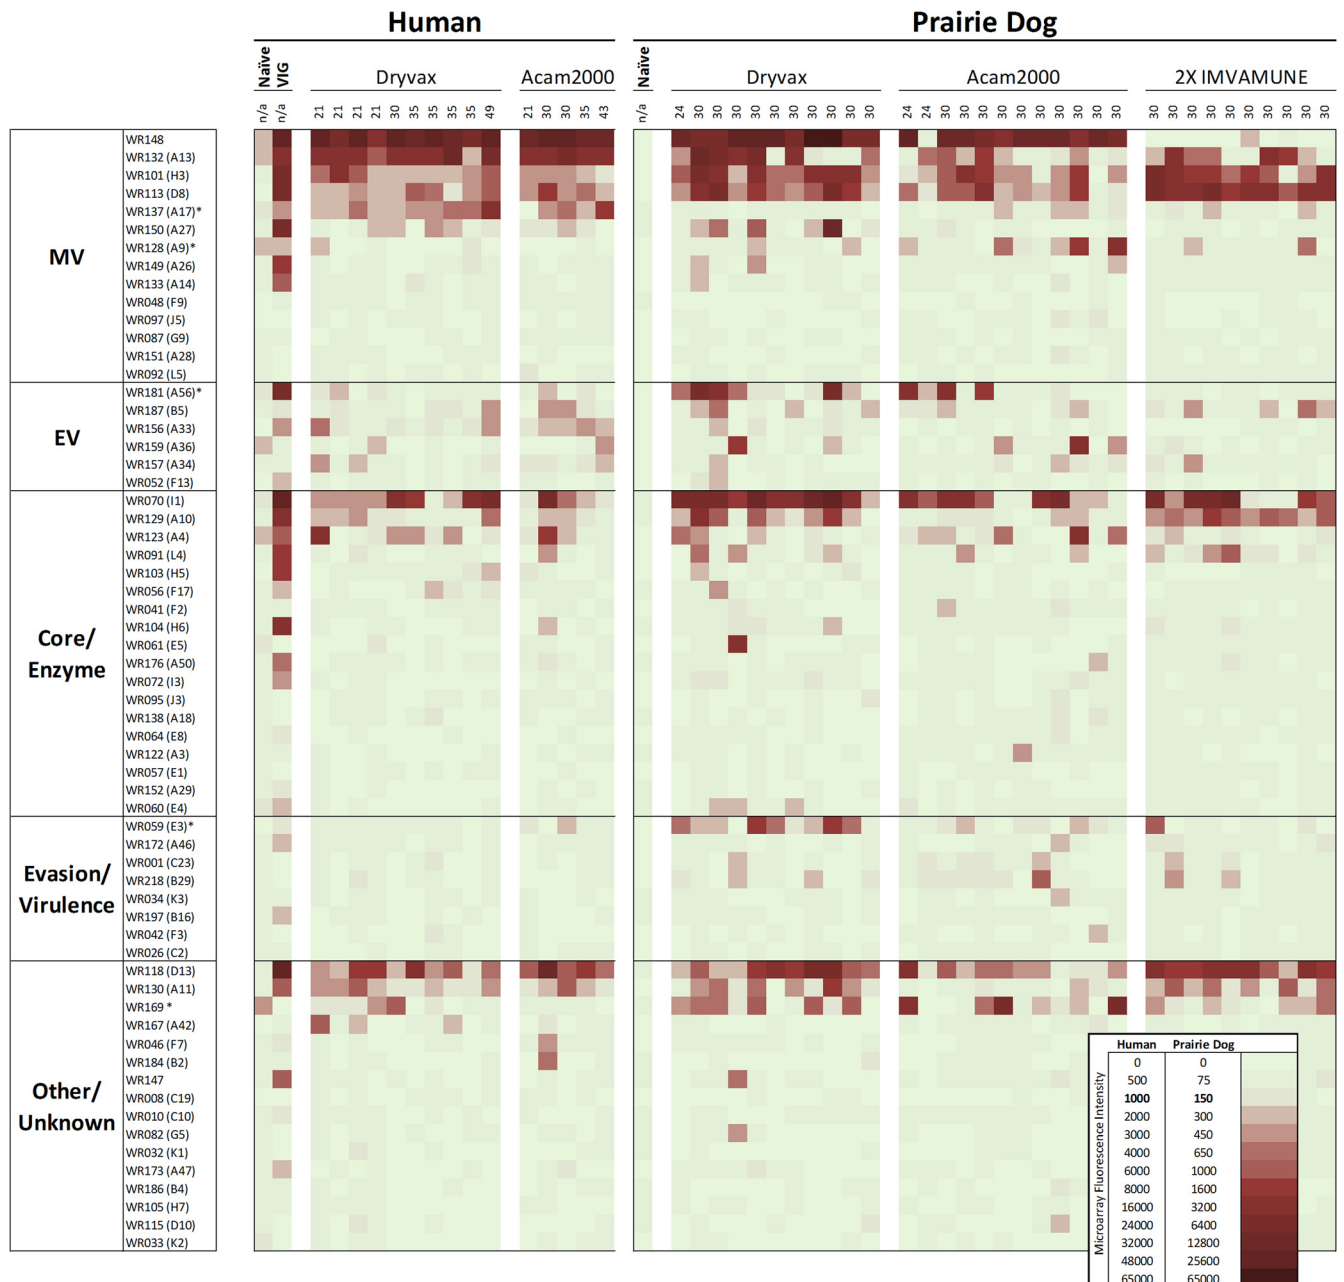 Human Prairie Dog
Naïve VIG Dryvax Acam2000 Naïve Dryvax Acam2000 2X IMVAMUNE
n/a n/a 21 21 21 21 30 35 35 35 35 49 21 30 30 35 43 n/a 24 30 30 30 30 30 30 30 30 30 30 24 24 30 30 30 30 30 30 30 30 30 30 30 30 30 30 30 30 30 30 30 30
MV
WR148
WR132 (A13)
WR101 (H3)
WR113 (D8)
WR137 (A17)*
WR150 (A27)
WR128 (A9)*
WR149 (A26)
WR133 (A14)
WR048 (F9)
WR097 (J5)
WR087 (G9)
WR151 (A28)
WR092 (L5)
EV
WR181 (A56)*
WR187 (B5)
WR156 (A33)
WR159 (A36)
WR157 (A34)
WR052 (F13)
Core/
Enzyme
WR070 (I1)
WR129 (A10)
WR123 (A4)
WR091 (L4)
WR103 (H5)
WR056 (F17)
WR041 (F2)
WR104 (H6)
WR061 (E5)
WR176 (A50)
WR072 (I3)
WR095 (J3)
WR138 (A18)
WR064 (E8)
WR122 (A3)
WR057 (E1)
WR152 (A29)
WR060 (E4)
Evasion/
Virulence
WR059 (E3)*
WR172 (A46)
WR001 (C23)
WR218 (B29)
WR034 (K3)
WR197 (B16)
WR042 (F3)
WR026 (C2)
Other/
Unknown
WR118 (D13)
WR130 (A11)
WR169 *
WR167 (A42)
WR046 (F7)
WR184 (B2)
WR147
WR008 (C19)
WR010 (C10)
WR082 (G5)
WR032 (K1)
WR173 (A47)
WR186 (B4)
WR105 (H7)
WR115 (D10)
WR033 (K2)
Microarray Fluorescence Intensity
Human Prairie Dog
0 0
500 75
1000 150
2000 300
3000 450
4000 650
6000 1000
8000 1600
16000 3200
24000 6400
32000 12800
48000 25600
65000 65000